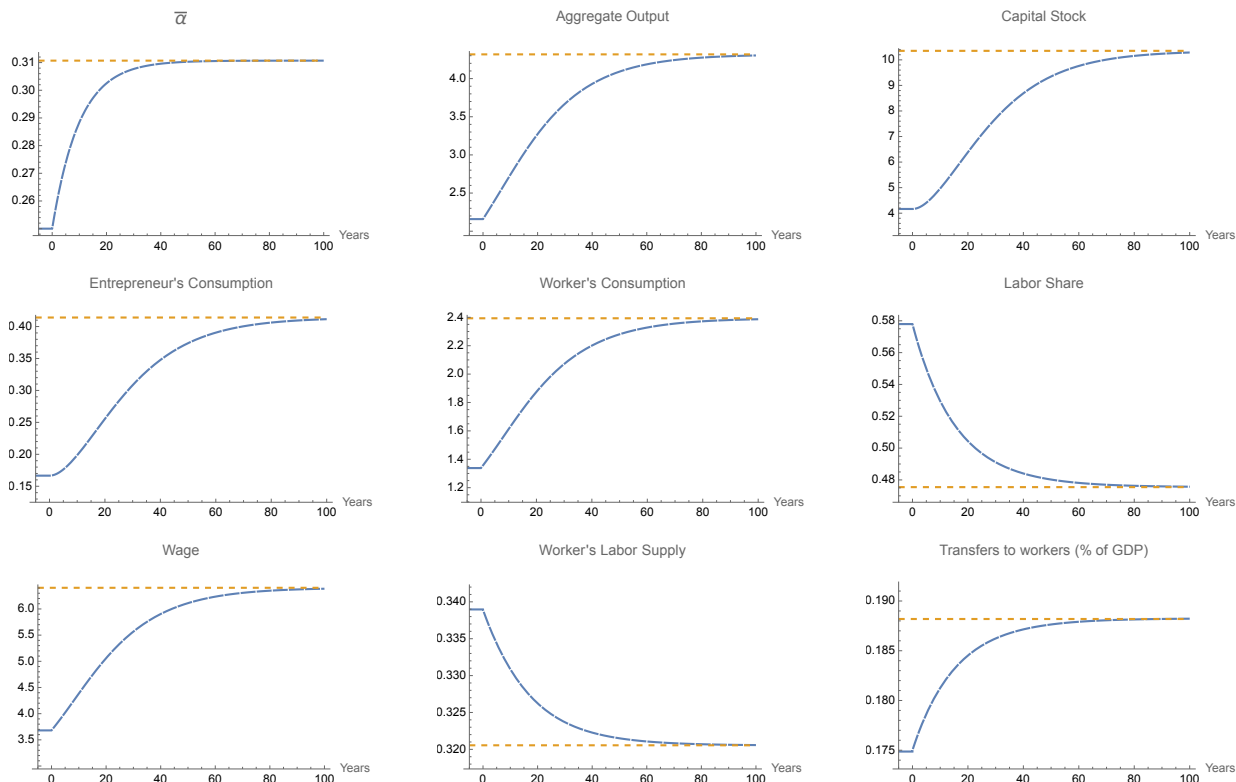 α̅
Aggregate Output
Capital Stock
0.31
0.30
0.29
0.28
0.27
0.26
0 20 40 60 80 100 Years
4.0
3.5
3.0
2.5
0 20 40 60 80 100 Years
10
9
8
7
6
5
4
0 20 40 60 80 100 Years
Entrepreneur's Consumption
Worker's Consumption
Labor Share
0.40
0.35
0.30
0.25
0.20
0.15
0 20 40 60 80 100 Years
2.4
2.2
2.0
1.8
1.6
1.4
1.2
0 20 40 60 80 100 Years
0.58
0.56
0.54
0.52
0.50
0.48
0 20 40 60 80 100 Years
Wage
Worker's Labor Supply
Transfers to workers (% of GDP)
6.0
5.5
5.0
4.5
4.0
3.5
0 20 40 60 80 100 Years
0.340
0.335
0.330
0.325
0.320
0 20 40 60 80 100 Years
0.190
0.185
0.180
0.175
0 20 40 60 80 100 Years